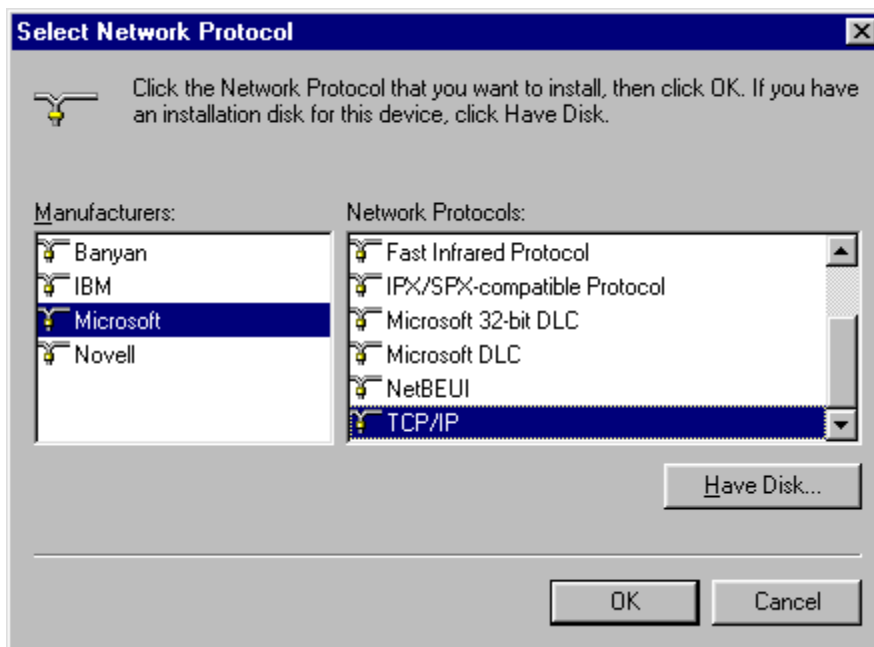 Select Network Protocol
Click the Network Protocol that you want to install, then click OK. If you have
an installation disk for this device, click Have Disk.
Manufacturers:
Banyan
IBM
Microsoft
Novell
Network Protocols:
Fast Infrared Protocol
IPX/SPX-compatible Protocol
Microsoft 32-bit DLC
Microsoft DLC
NetBEUI
TCP/IP
Have Disk...
OK
Cancel